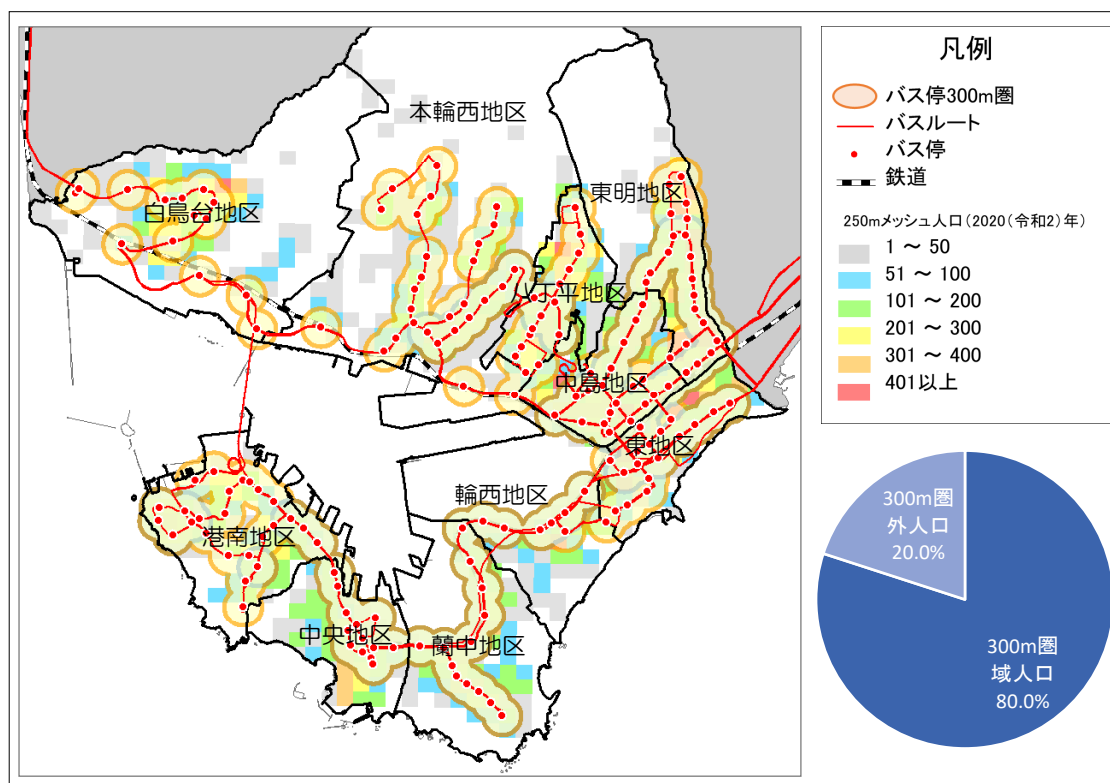 本輪西地区
東明地区
白鳥台地区
八丁平地区
中島地区
東地区
輪西地区
港南地区
中央地区
蘭中地区
凡例
バス停300m圏
バスルート
バス停
鉄道
250mメッシュ人口(2020(令和2)年)
1 ～ 50
51 ～ 100
101 ～ 200
201 ～ 300
301 ～ 400
401以上
300m圏
外人口
20.0%
300m圏
域人口
80.0%